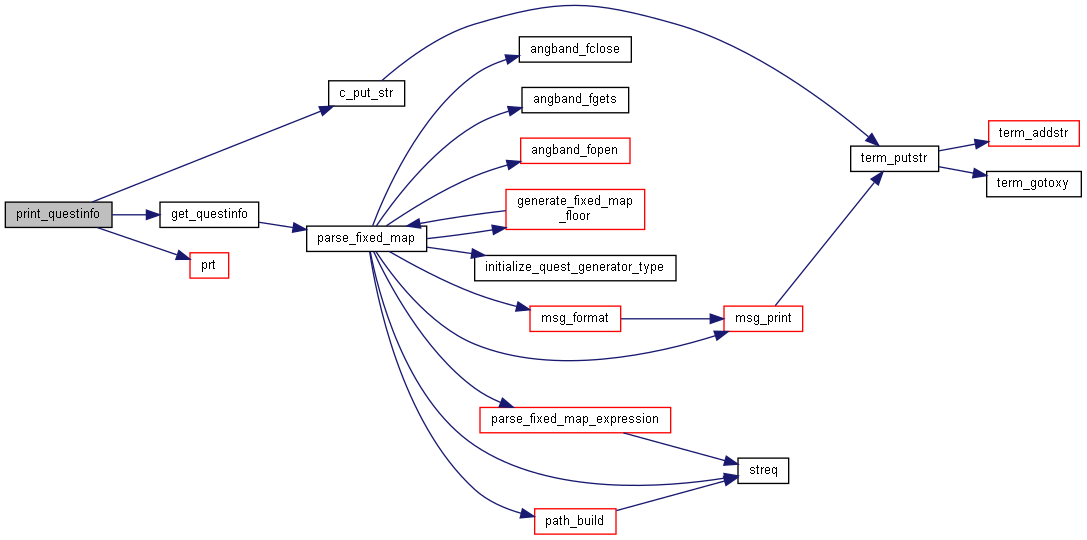 print_questinfo
c_put_str
get_questinfo
prt
parse_fixed_map
angband_fclose
angband_fgets
angband_fopen
generate_fixed_map
_floor
initialize_quest_generator_type
msg_format
msg_print
parse_fixed_map_expression
path_build
streq
term_putstr
term_addstr
term_gotoxy